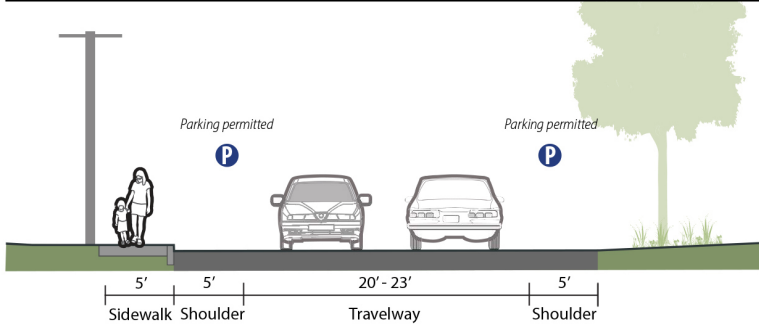 Parking permitted
Parking permitted
P
P
5’ 5’ 20’ - 23’ 5’
Sidewalk Shoulder Travelway Shoulder